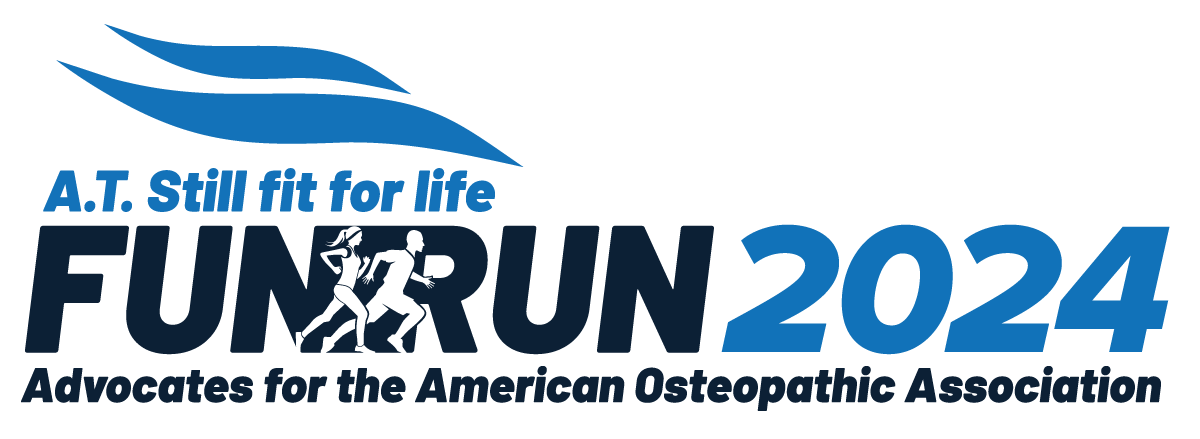 A.T. Still fit for life
FUN RUN 2024
Advocates for the American Osteopathic Association